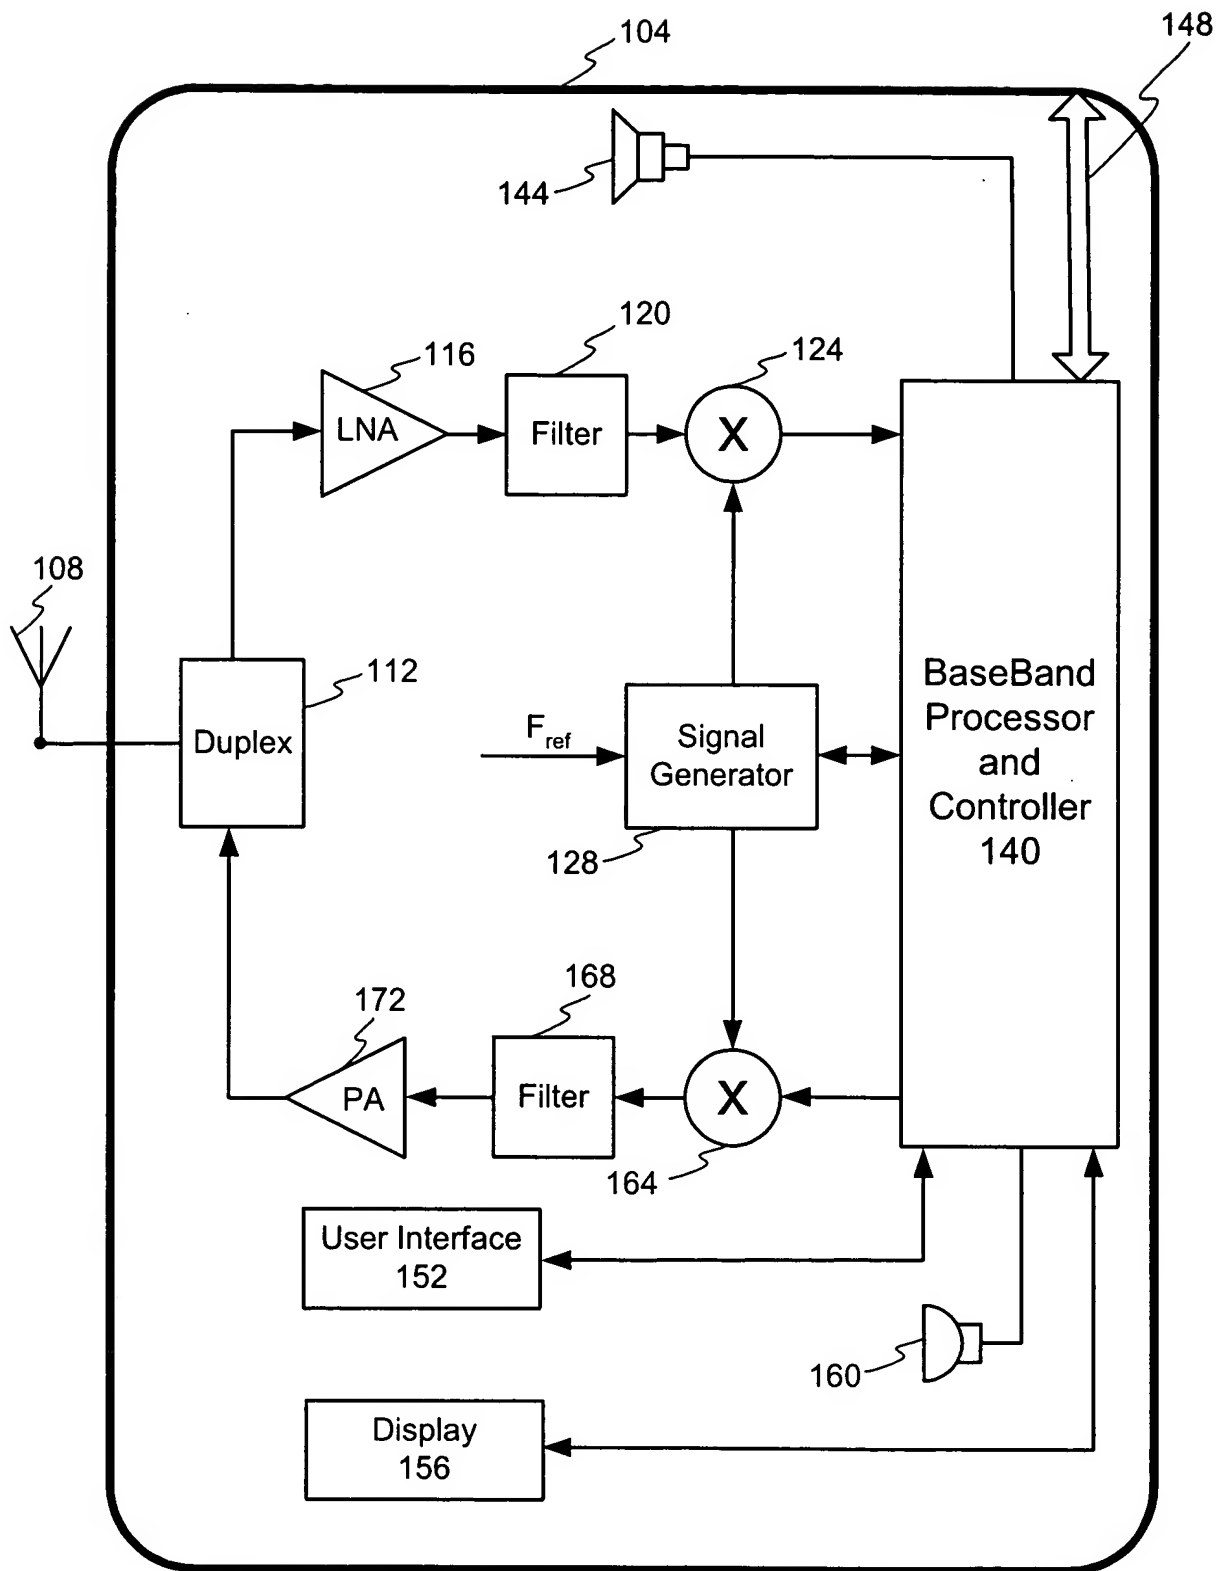 104
148
144
120
116
124
LNA
Filter
X
108
112
Duplex
F_ref
Signal
Generator
128
BaseBand
Processor
and
Controller
140
168
172
PA
Filter
X
164
User Interface
152
160
Display
156